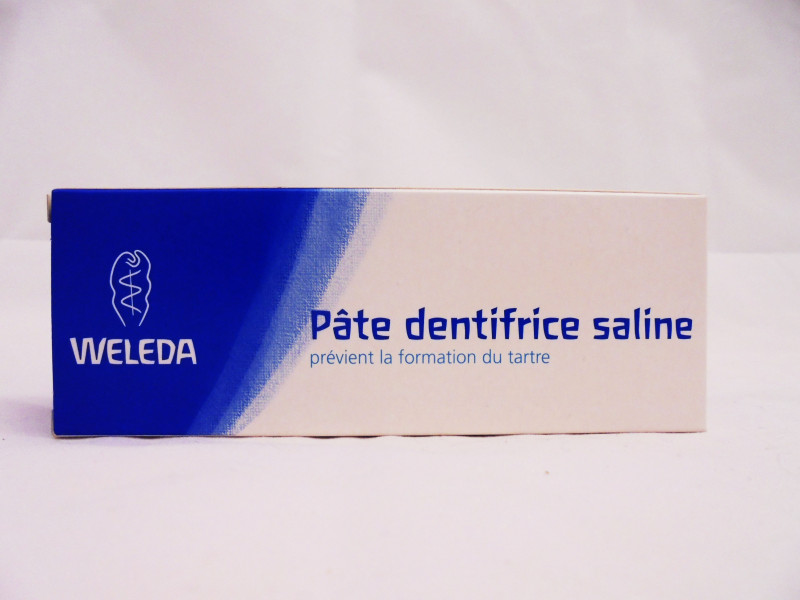 WELEDA
Pâte dentifrice saline
prévient la formation du tartre